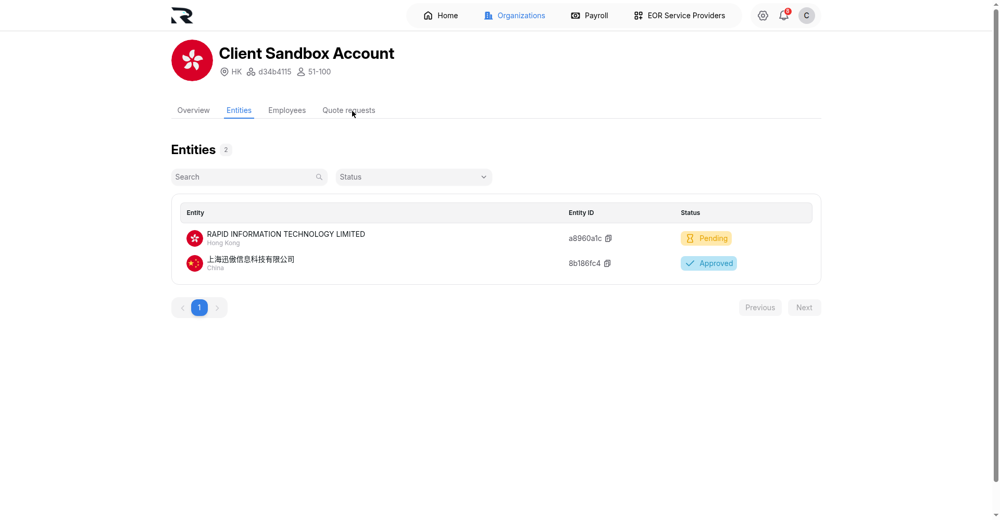 Home
Organizations
Payroll
EOR Service Providers
8
C
Client Sandbox Account
HK
d34b4115
51-100
Overview
Entities
Employees
Quote requests
Entities
2
Search
Status
Entity
Entity ID
Status
RAPID INFORMATION TECHNOLOGY LIMITED
Hong Kong
a8960a1c
Pending
上海迅傲信息科技有限公司
China
8b186fc4
Approved
1
Previous
Next